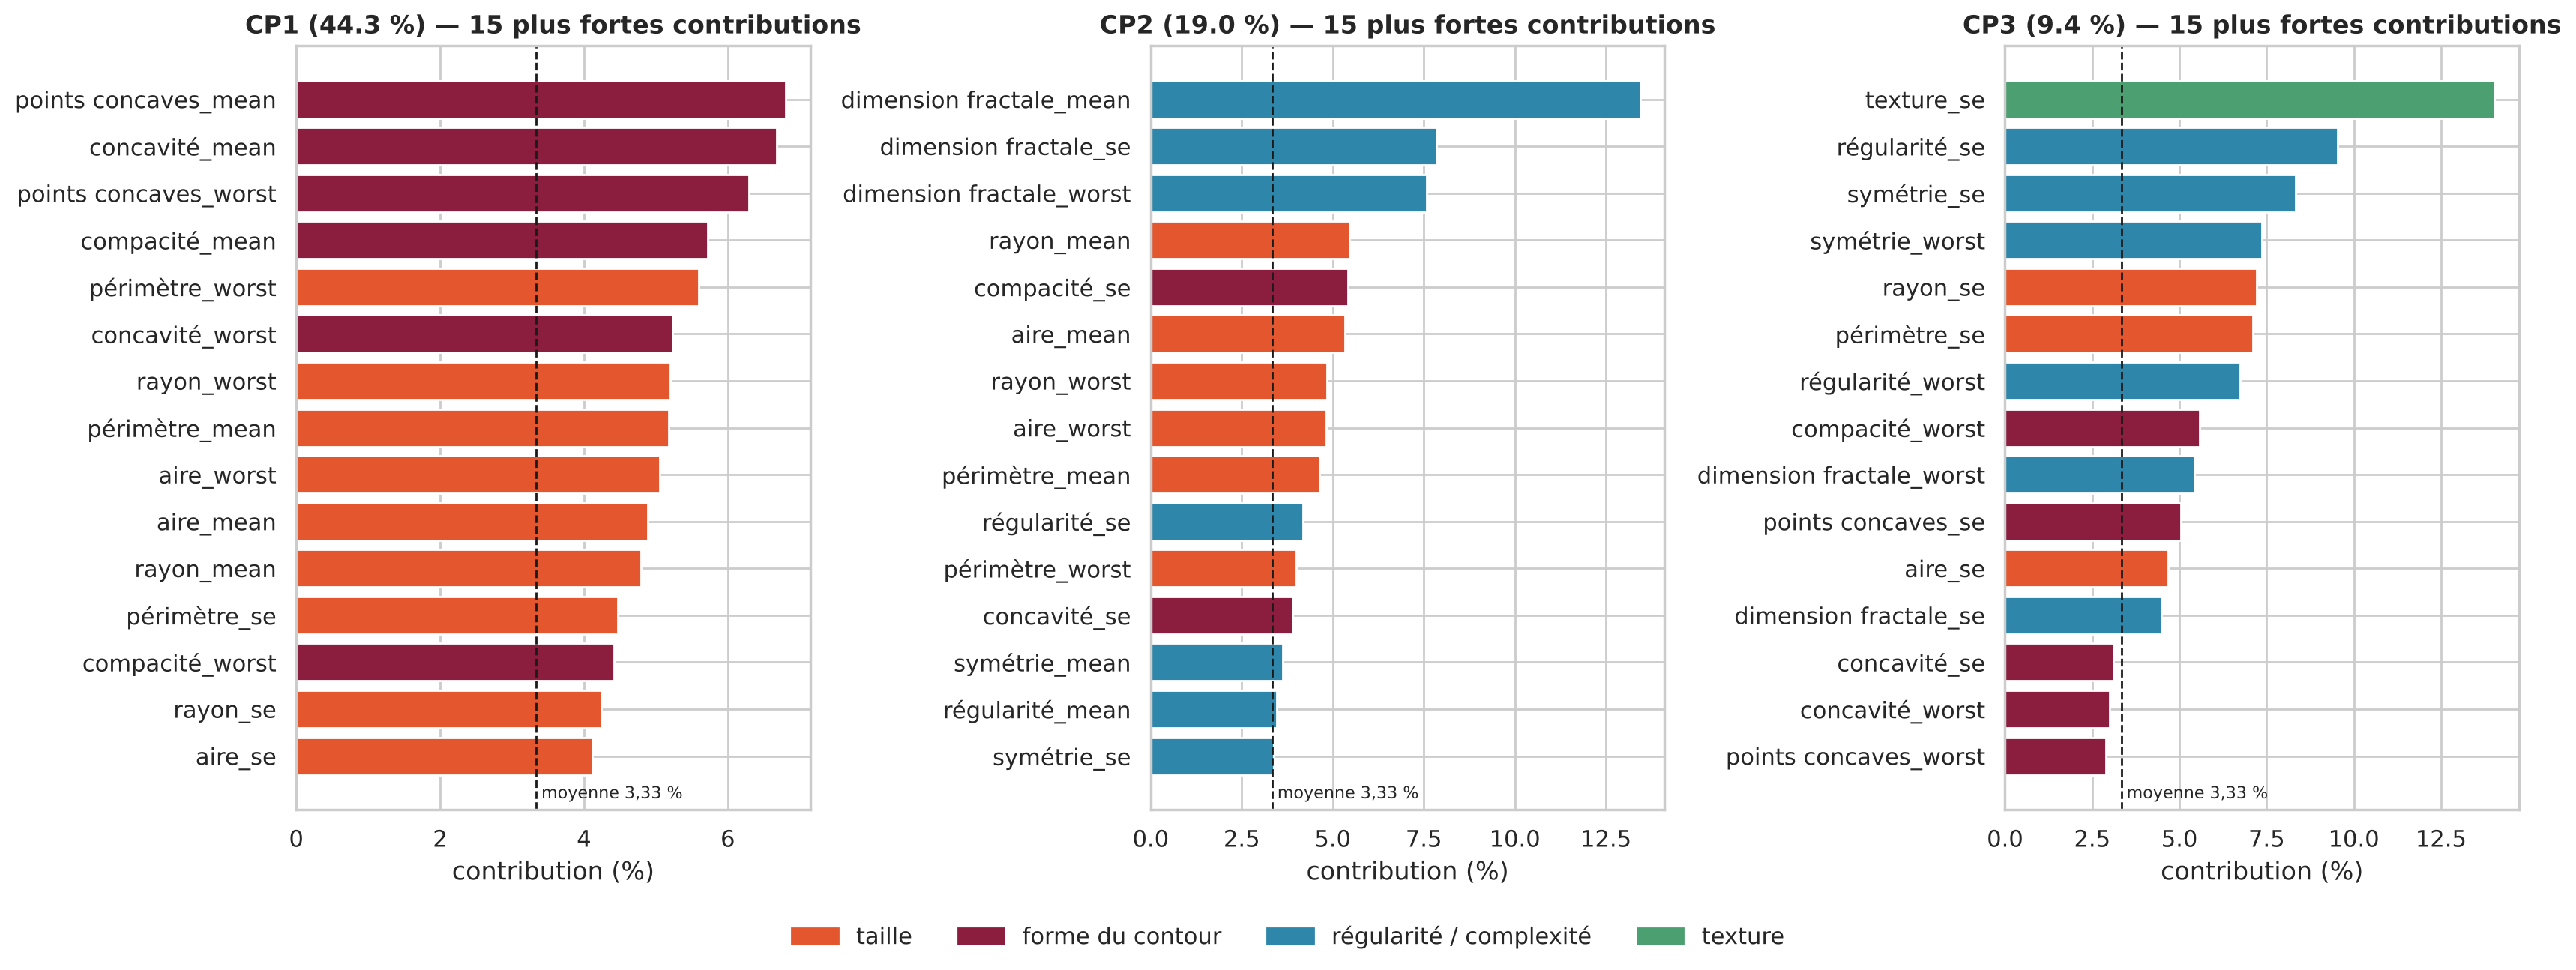 CP1 (44.3 %) — 15 plus fortes contributions
points concaves_mean
concavité_mean
points concaves_worst
compacité_mean
périmètre_worst
concavité_worst
rayon_worst
périmètre_mean
aire_worst
aire_mean
rayon_mean
périmètre_se
compacité_worst
rayon_se
aire_se
moyenne 3,33 %
0 2 4 6
contribution (%)
CP2 (19.0 %) — 15 plus fortes contributions
dimension fractale_mean
dimension fractale_se
dimension fractale_worst
rayon_mean
compacité_se
aire_mean
rayon_worst
aire_worst
périmètre_mean
régularité_se
périmètre_worst
concavité_se
symétrie_mean
régularité_mean
symétrie_se
moyenne 3,33 %
0.0 2.5 5.0 7.5 10.0 12.5
contribution (%)
CP3 (9.4 %) — 15 plus fortes contributions
texture_se
régularité_se
symétrie_se
symétrie_worst
rayon_se
périmètre_se
régularité_worst
compacité_worst
dimension fractale_worst
points concaves_se
aire_se
dimension fractale_se
concavité_se
concavité_worst
points concaves_worst
moyenne 3,33 %
0.0 2.5 5.0 7.5 10.0 12.5
contribution (%)
taille forme du contour régularité / complexité texture